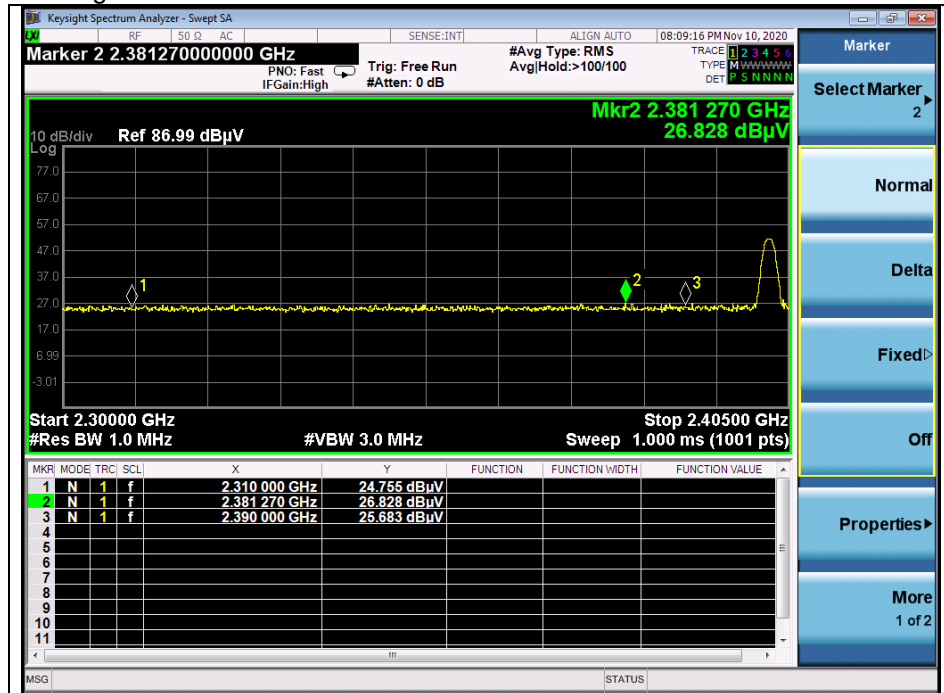 Keysight Spectrum Analyzer - Swept SA
LXI RF 50 Ω AC SENSE:INT ALIGN AUTO 08:09:16 PM Nov 10, 2020
Marker 2 2.381270000000 GHz
PNO: Fast
IFGain:High
Trig: Free Run
#Atten: 0 dB
#Avg Type: RMS
Avg|Hold:>100/100
TRACE 1 2 3 4 5 6
TYPE M WWWWW
DET P S N N N N
Mkr2 2.381 270 GHz
26.828 dBµV
10 dB/div Ref 86.99 dBµV
Log
77.0
67.0
57.0
47.0
37.0
27.0
17.0
6.99
-3.01
1
2
3
Start 2.30000 GHz Stop 2.40500 GHz
#Res BW 1.0 MHz #VBW 3.0 MHz Sweep 1.000 ms (1001 pts)
MKR MODE TRC SCL X Y FUNCTION FUNCTION WIDTH FUNCTION VALUE
1 N 1 f 2.310 000 GHz 24.755 dBµV
2 N 1 f 2.381 270 GHz 26.828 dBµV
3 N 1 f 2.390 000 GHz 25.683 dBµV
4
5
6
7
8
9
10
11
MSG STATUS
Marker
Select Marker
2
Normal
Delta
Fixed
Off
Properties
More
1 of 2